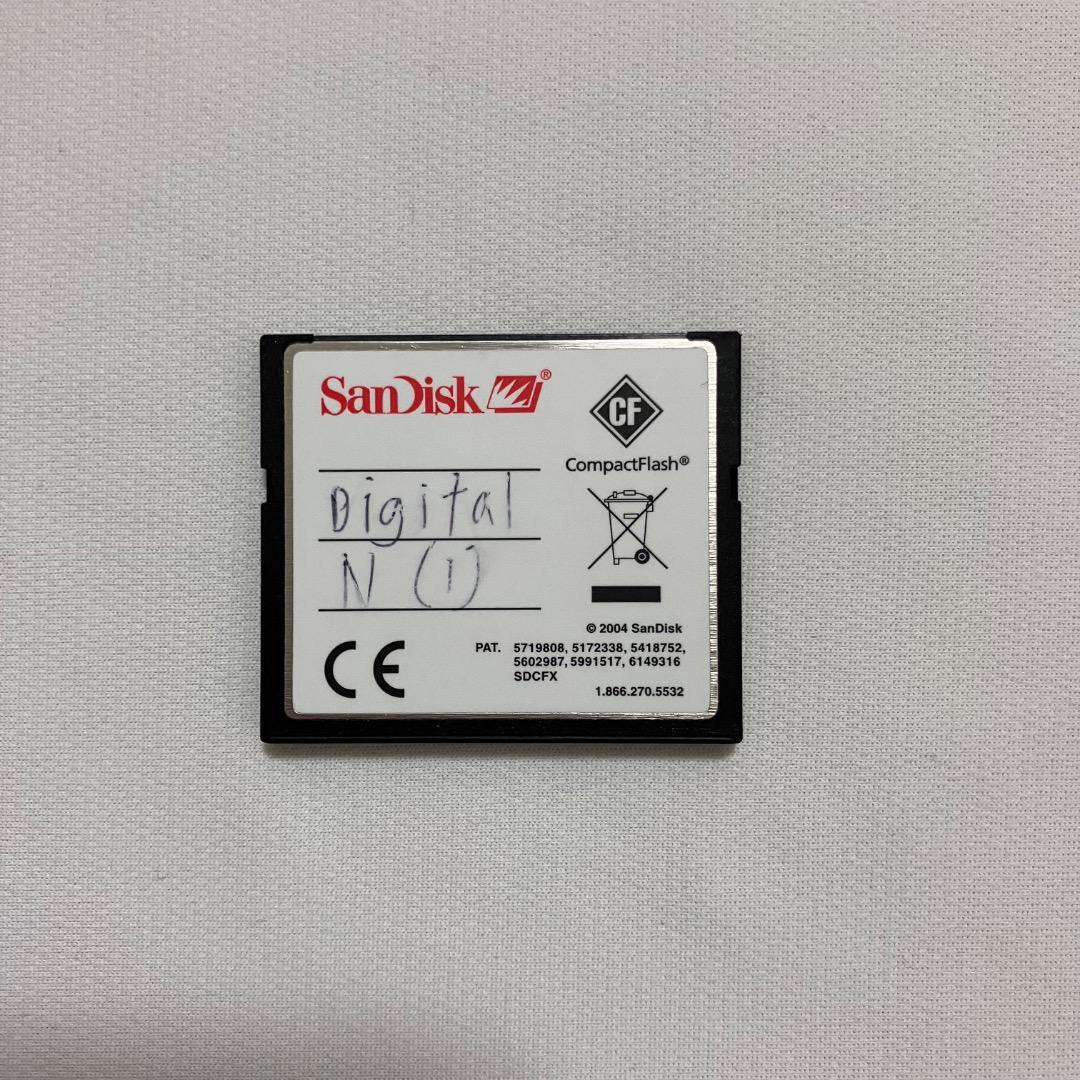 SanDisk®
CF
CompactFlash®
Digital
N (1)
© 2004 SanDisk
PAT. 5719808, 5172338, 5418752,
5602987, 5991517, 6149316
SDCFX
1.866.270.5532
CE